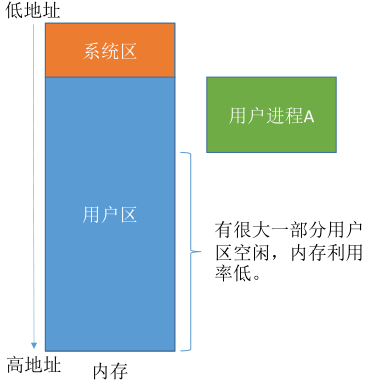 低地址
系统区
用户进程A
用户区
有很大一部分用户
区空闲，内存利用
率低。
高地址
内存